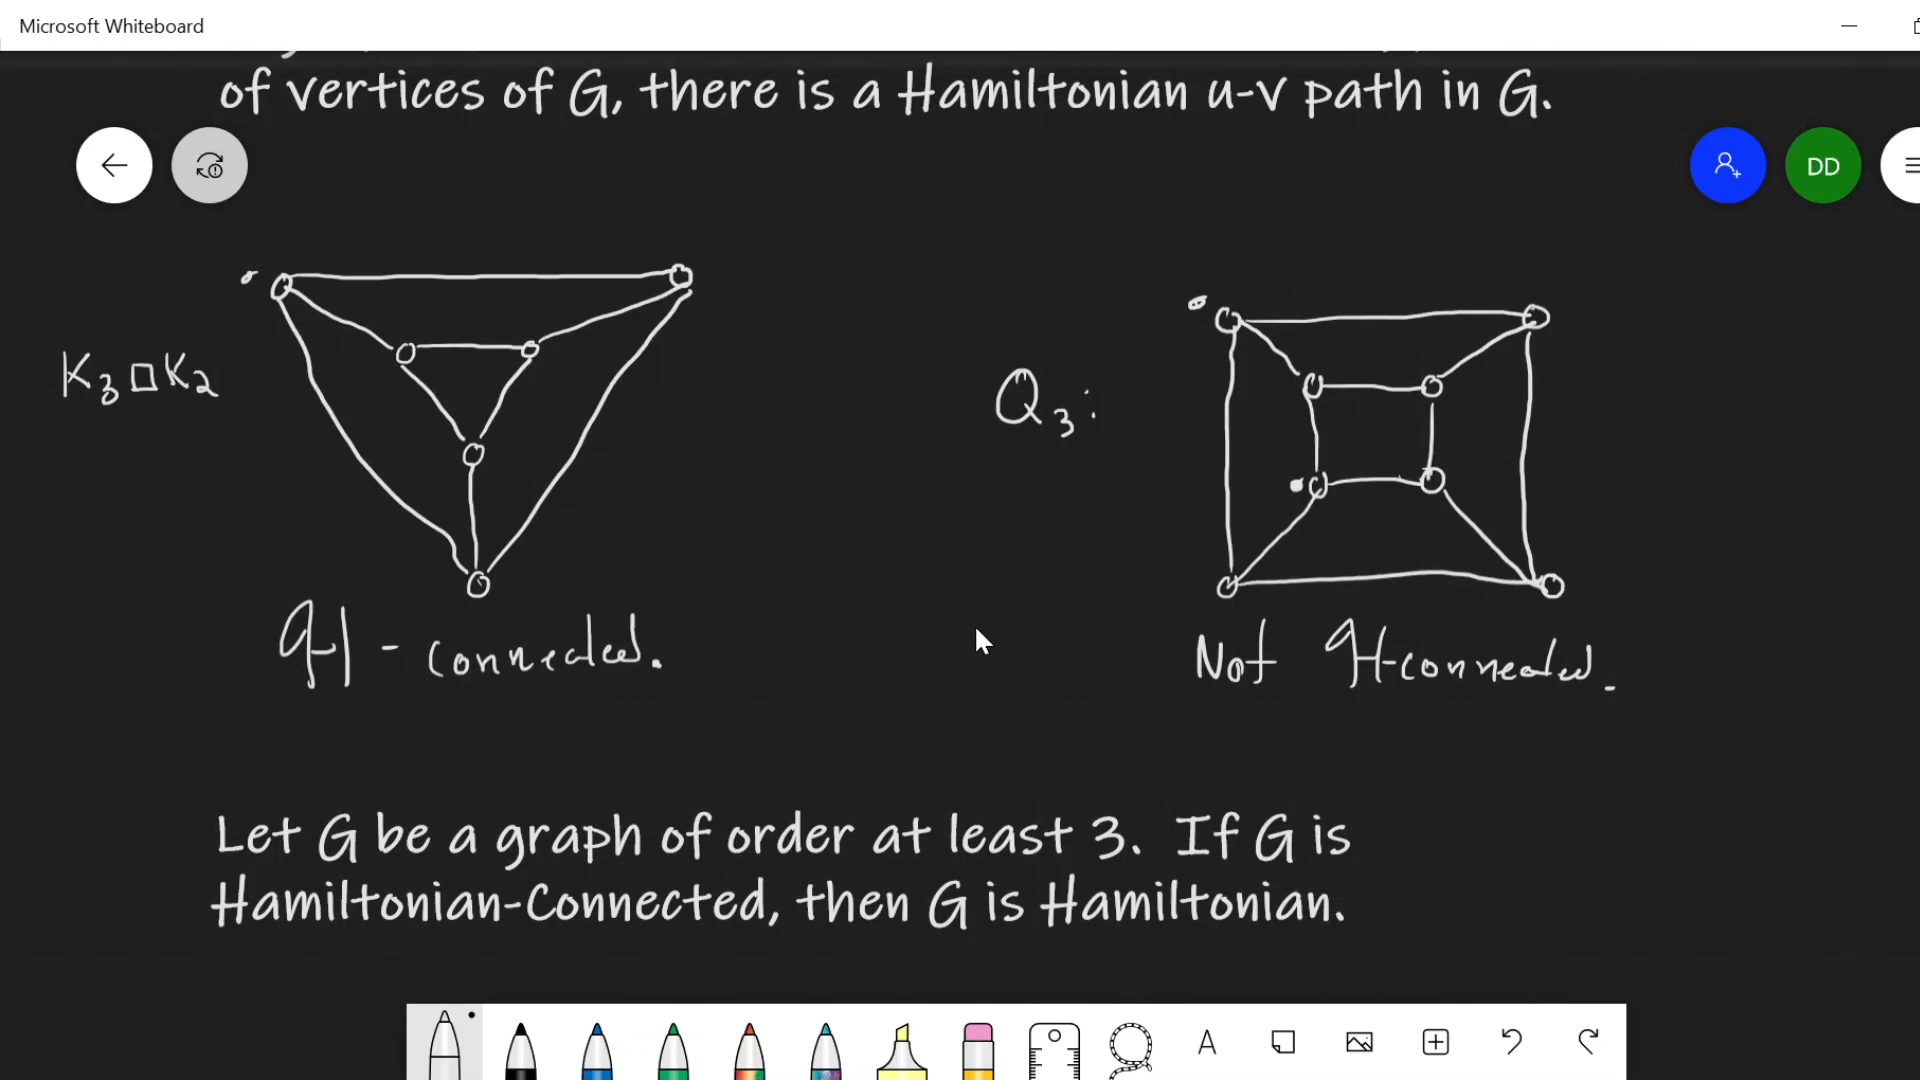 Microsoft Whiteboard
of vertices of G, there is a Hamiltonian u-v path in G.
DD
K3□K2
Q3:
H-connected.
Not H-connected.
Let G be a graph of order at least 3. If G is
Hamiltonian-Connected, then G is Hamiltonian.
A